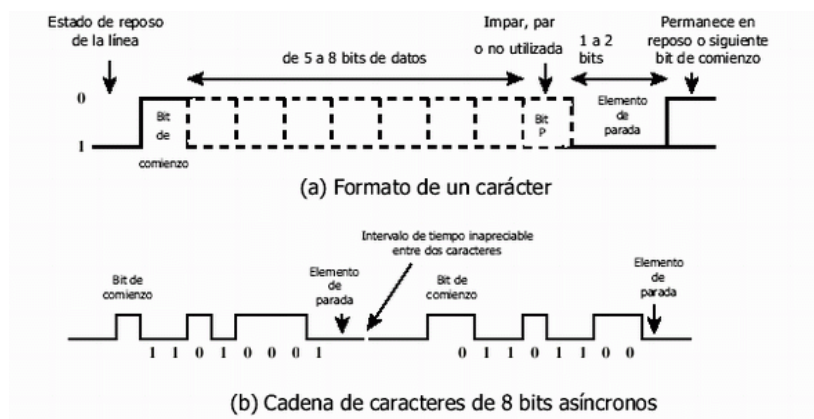 Estado de reposo
de la línea
Impar, par
o no utilizada
1 a 2
bits
Permanece en
reposo o siguiente
bit de comienzo
de 5 a 8 bits de datos
0
1
Bit
de
comienzo
Bit
P
Elemento
de
parada
(a) Formato de un carácter
Intervalo de tiempo inapreciable
entre dos caracteres
Bit de
comienzo
Elemento
de
parada
Bit de
comienzo
Elemento
de
parada
1 1 0 1 0 0 0 1
0 1 1 0 1 1 0 0
(b) Cadena de caracteres de 8 bits asíncronos